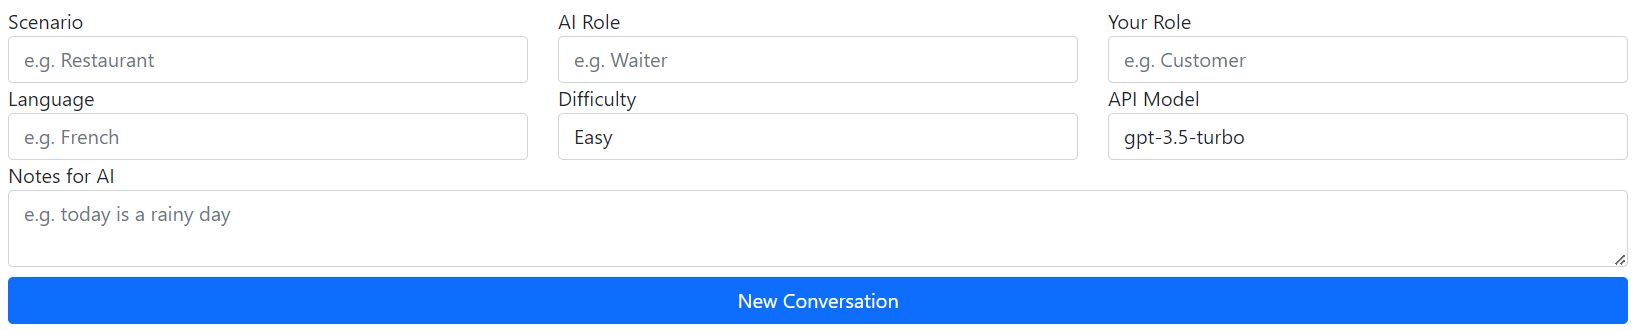 Scenario AI Role Your Role
e.g. Restaurant e.g. Waiter e.g. Customer
Language Difficulty API Model
e.g. French Easy gpt-3.5-turbo
Notes for AI
e.g. today is a rainy day
New Conversation